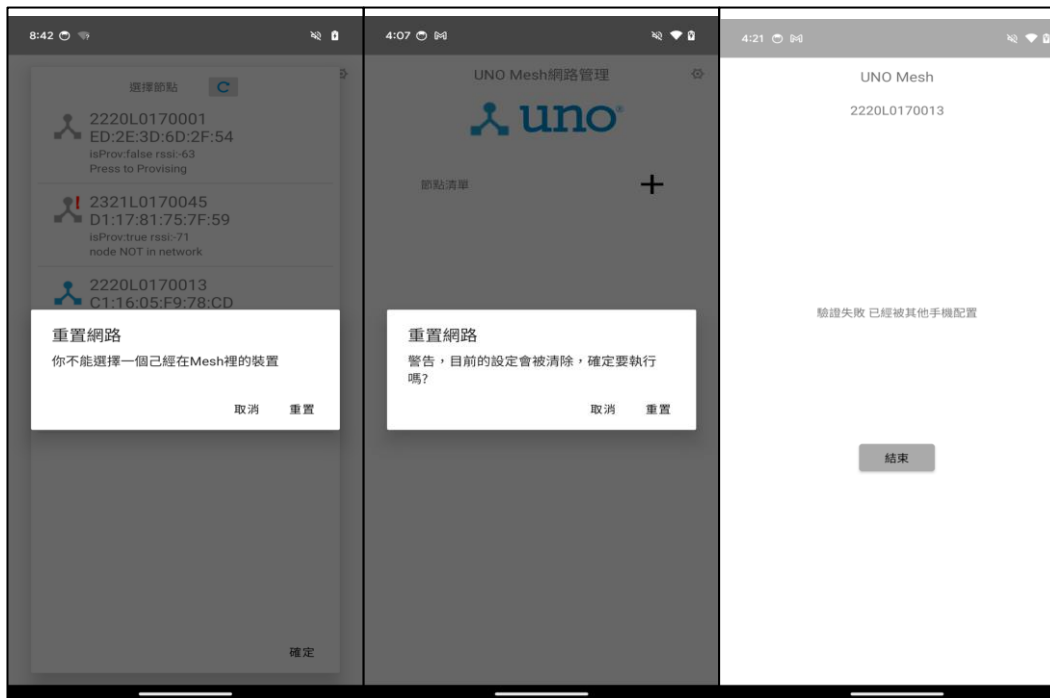 8:42
選擇節點
2220L0170001
ED:2E:3D:6D:2F:54
isProv:false rssi:-63
Press to Provising
2321L0170045
D1:17:81:75:7F:59
isProv:true rssi:-71
node NOT in network
2220L0170013
C1:16:05:F9:78:CD
重置網路
你不能選擇一個己經在Mesh裡的裝置
取消 重置
確定
4:07
UNO Mesh網路管理
uno®
節點清單
重置網路
警告，目前的設定會被清除，確定要執行
嗎?
取消 重置
4:21
UNO Mesh
2220L0170013
驗證失敗 已經被其他手機配置
結束